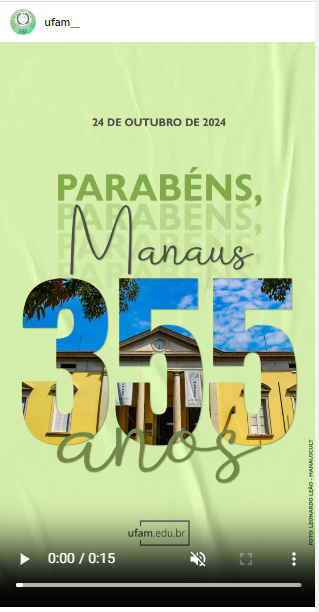 ufam__
24 DE OUTUBRO DE 2024
PARABÉNS,
PARABÉNS,
Manaus
355
anos
ufam.edu.br
0:00 / 0:15
FOTO: LEONARDO LEÃO - MANAUSCULT